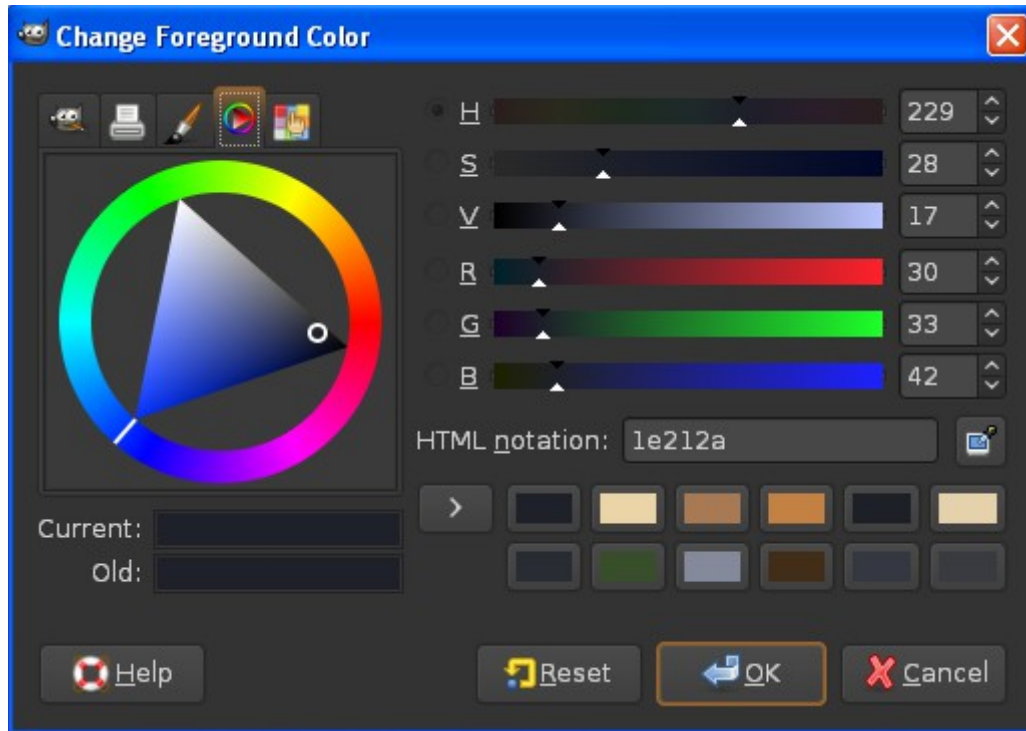 Change Foreground Color
H 229
S 28
V 17
R 30
G 33
B 42
HTML notation: 1e212a
>
Current:
Old:
Help Reset OK Cancel